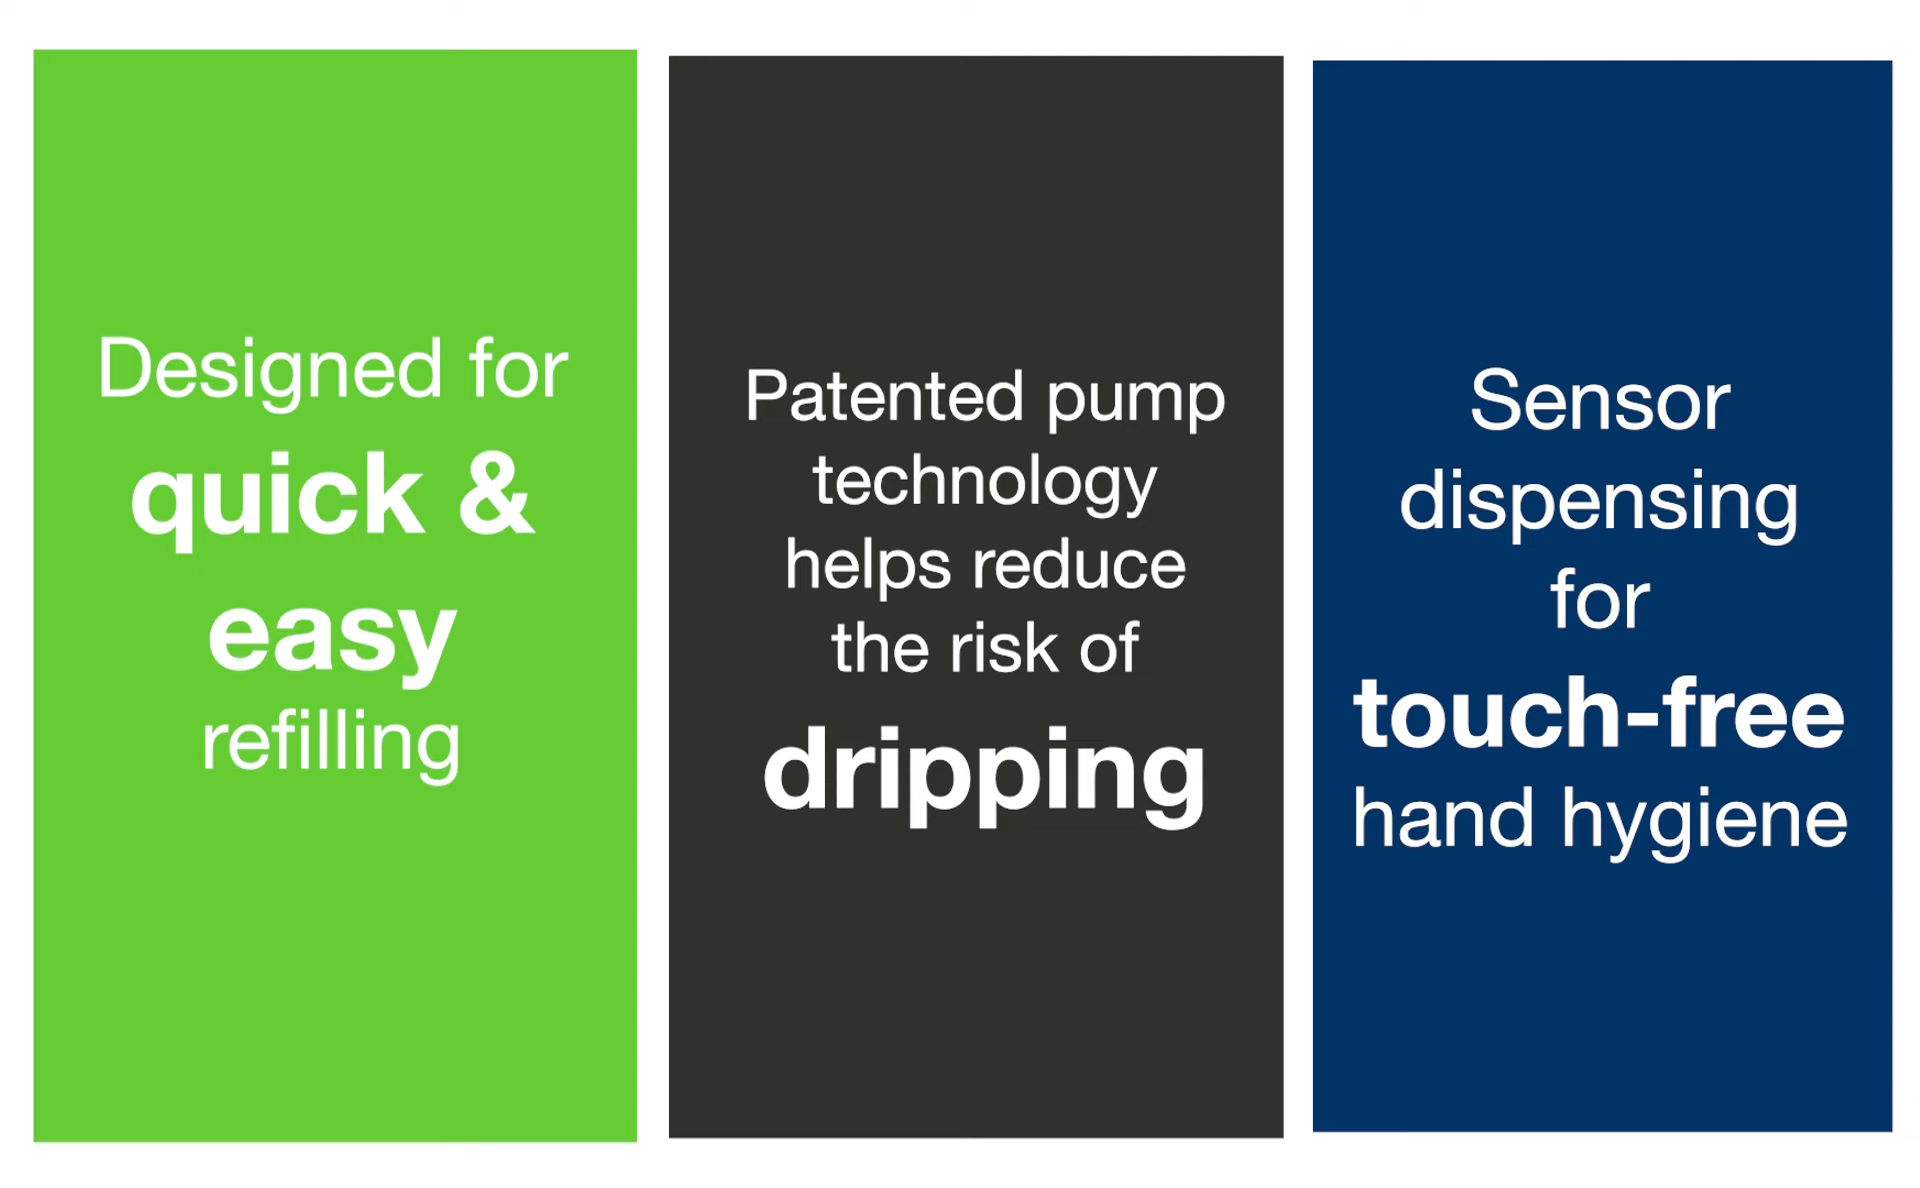 Designed for
quick &
easy
refilling
Patented pump
technology
helps reduce
the risk of
dripping
Sensor
dispensing
for
touch-free
hand hygiene